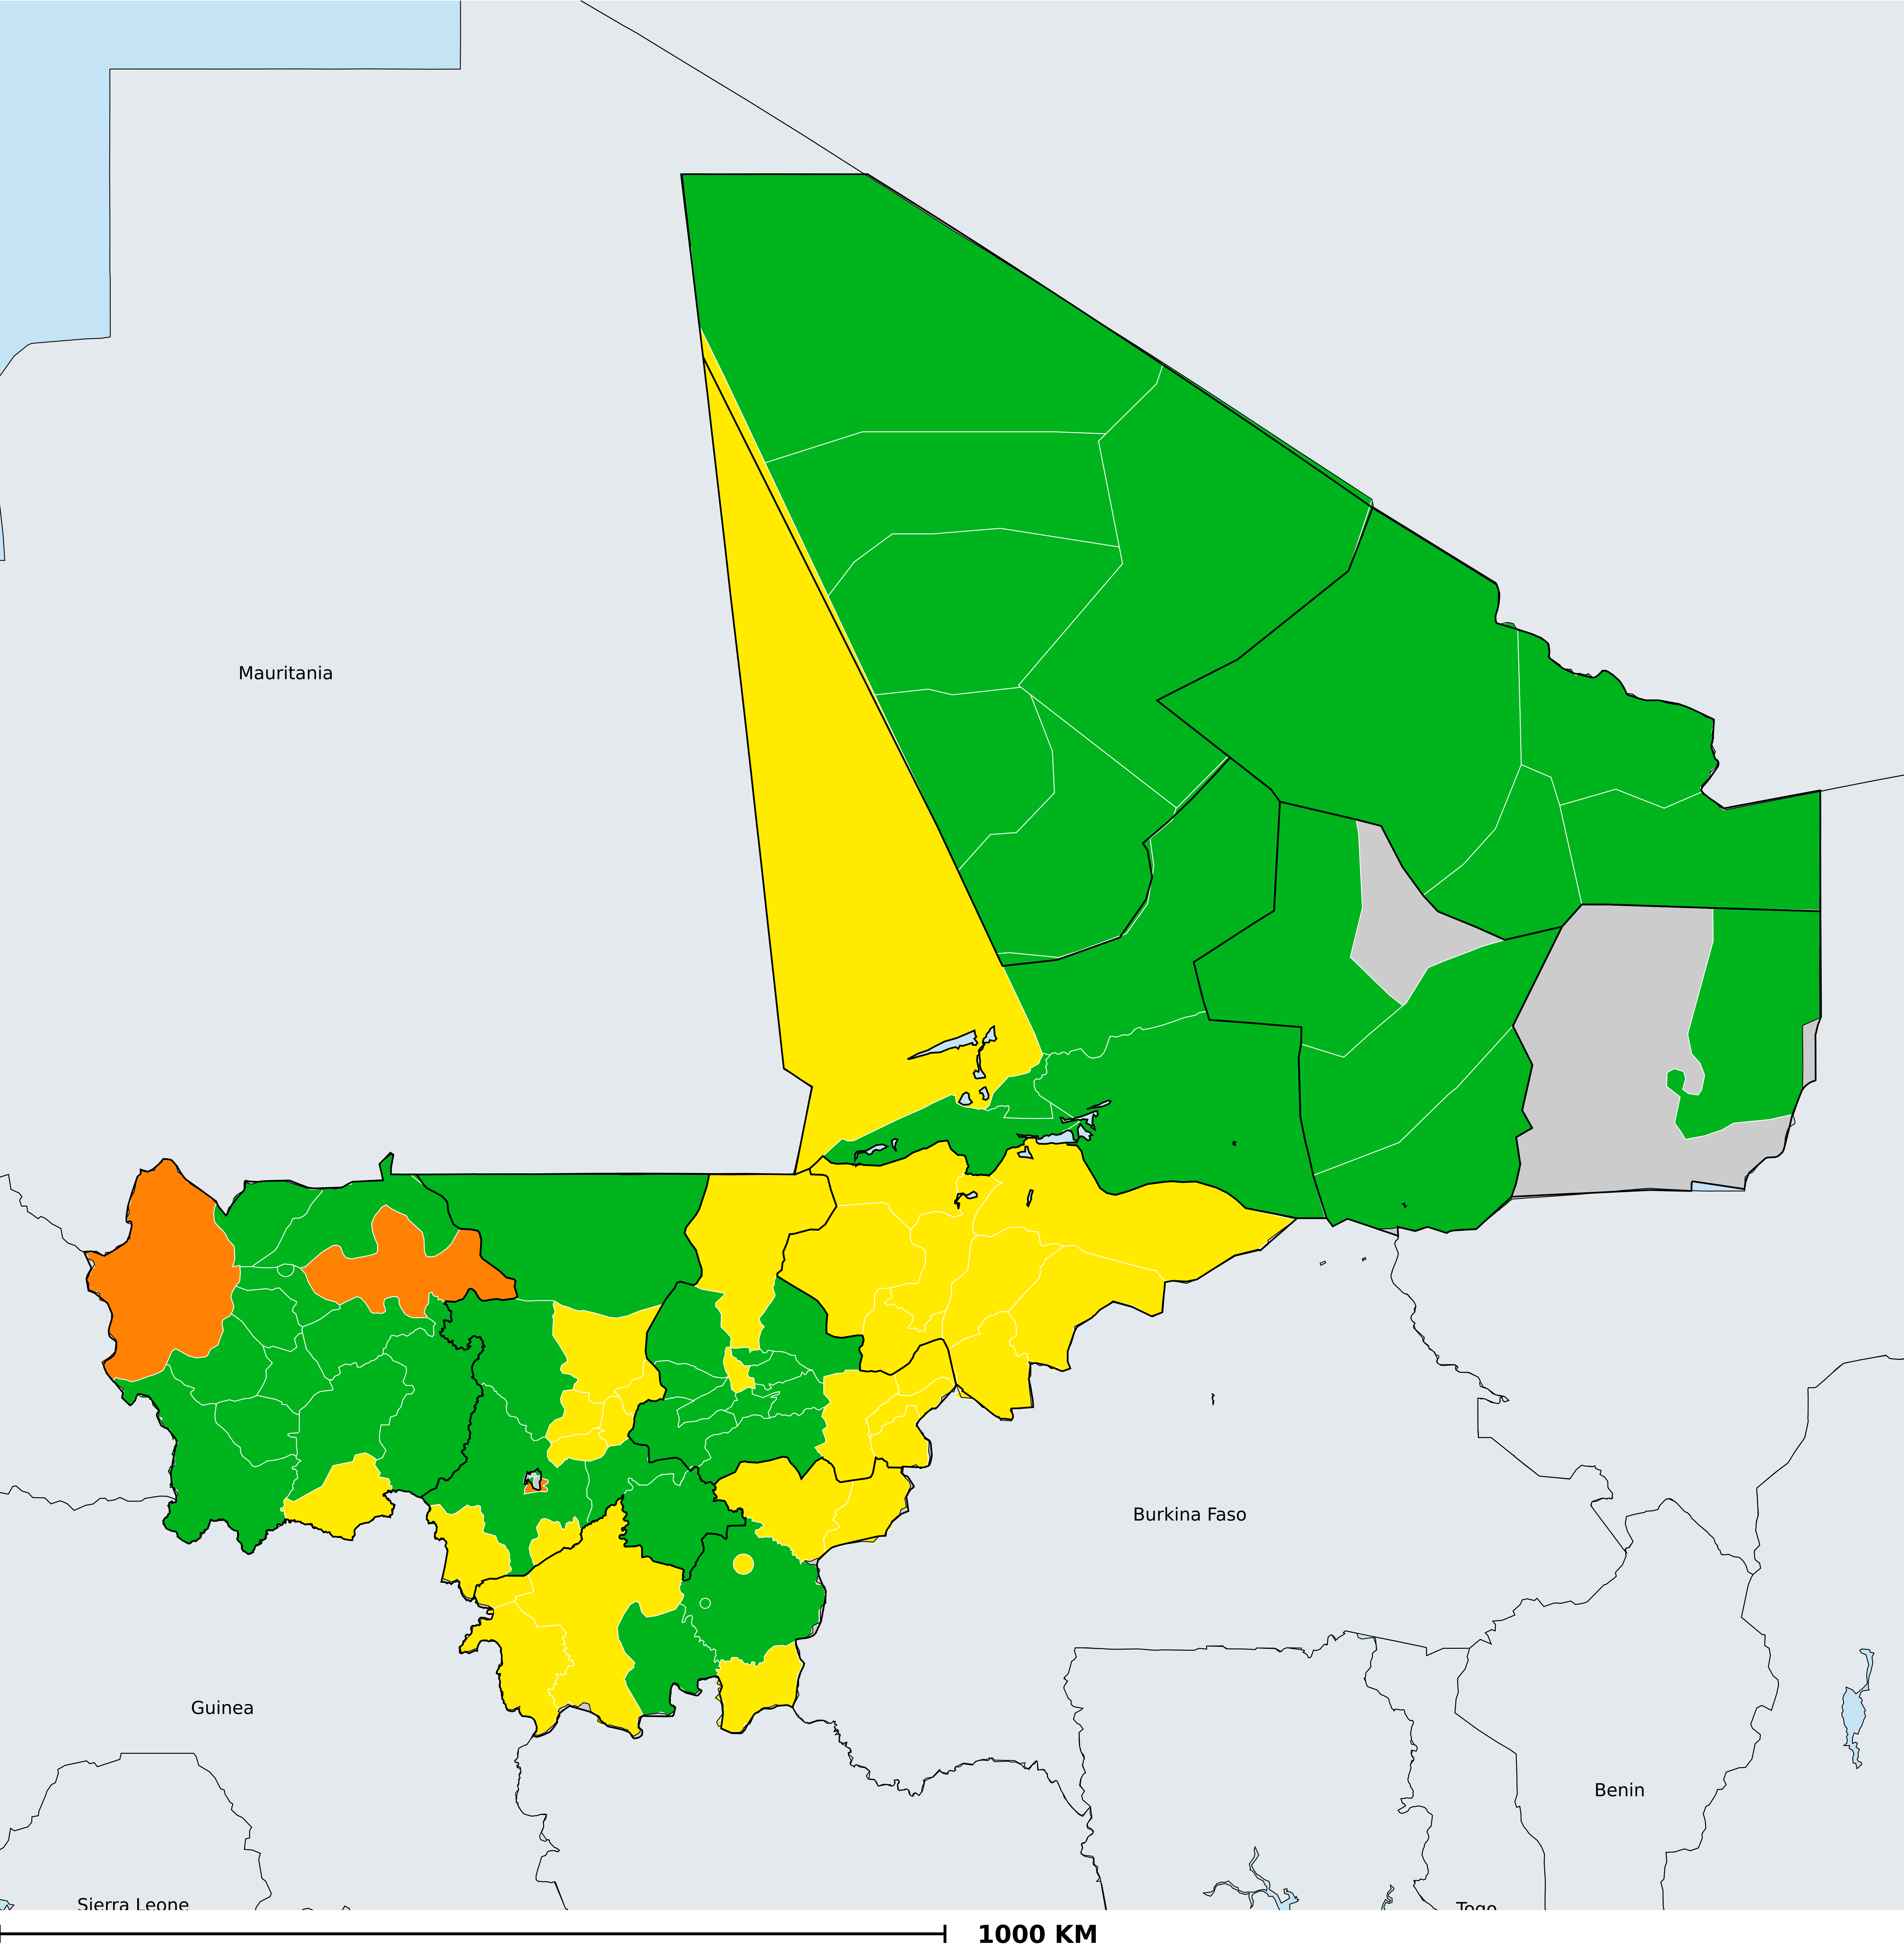 Mauritania
Burkina Faso
Guinea
Benin
Sierra Leone
Togo
1000 KM